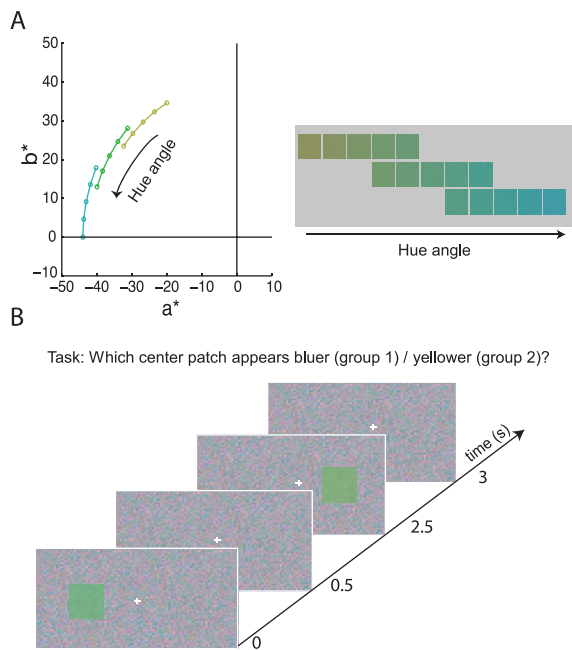 A
50
40
30
20
10
0
−10
b*
−50
−40
−30
−20
−10
0
10
a*
Hue angle
Hue angle
B
Task: Which center patch appears bluer (group 1) / yellower (group 2)?
time (s)
3
2.5
0.5
0